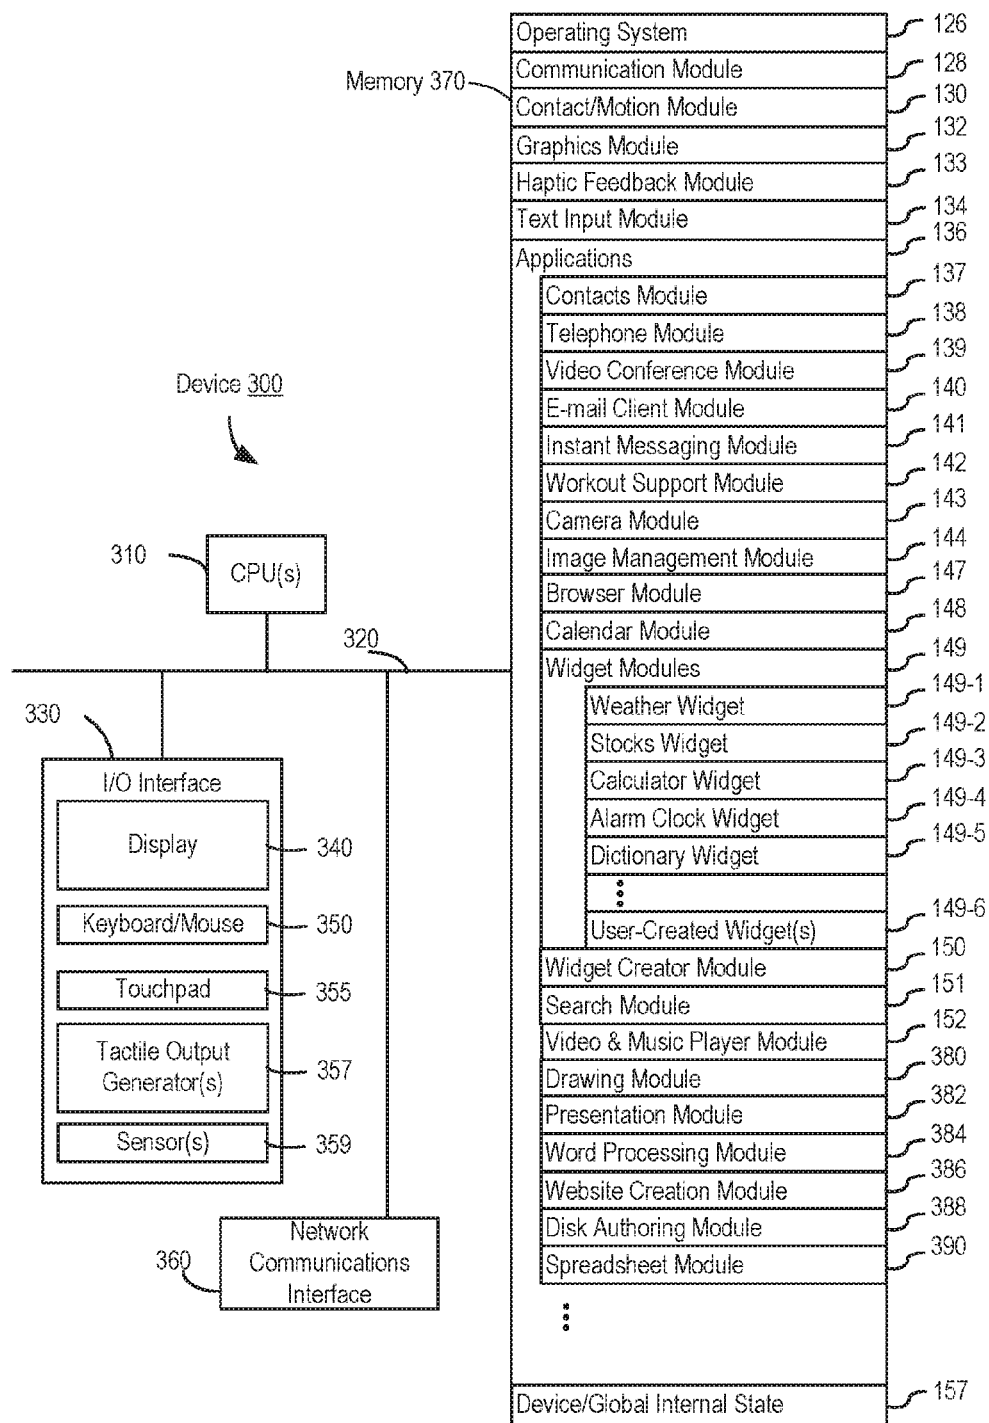 Memory 370
Operating System 126
Communication Module 128
Contact/Motion Module 130
Graphics Module 132
Haptic Feedback Module 133
Text Input Module 134
Applications 136
Contacts Module 137
Telephone Module 138
Video Conference Module 139
E-mail Client Module 140
Instant Messaging Module 141
Workout Support Module 142
Camera Module 143
Image Management Module 144
Browser Module 147
Calendar Module 148
Widget Modules 149
Weather Widget 149-1
Stocks Widget 149-2
Calculator Widget 149-3
Alarm Clock Widget 149-4
Dictionary Widget 149-5
User-Created Widget(s) 149-6
Widget Creator Module 150
Search Module 151
Video & Music Player Module 152
Drawing Module 380
Presentation Module 382
Word Processing Module 384
Website Creation Module 386
Disk Authoring Module 388
Spreadsheet Module 390
Device/Global Internal State 157
Device 300
310
CPU(s)
320
330
I/O Interface
Display 340
Keyboard/Mouse 350
Touchpad 355
Tactile Output
Generator(s) 357
Sensor(s) 359
360
Network
Communications
Interface